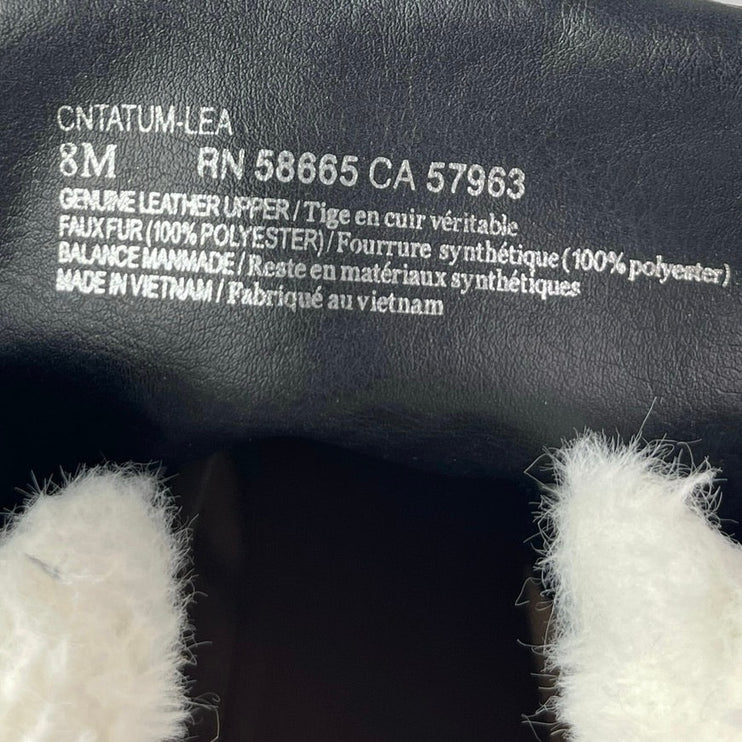 CNTATUM-LEA
8M RN 58665 CA 57963
GENUINE LEATHER UPPER / Tige en cuir véritable
FAUX FUR (100% POLYESTER) / Fourrure synthétique (100% polyester)
BALANCE MANMADE / Reste en matériaux synthétiques
MADE IN VIETNAM / Fabriqué au vietnam